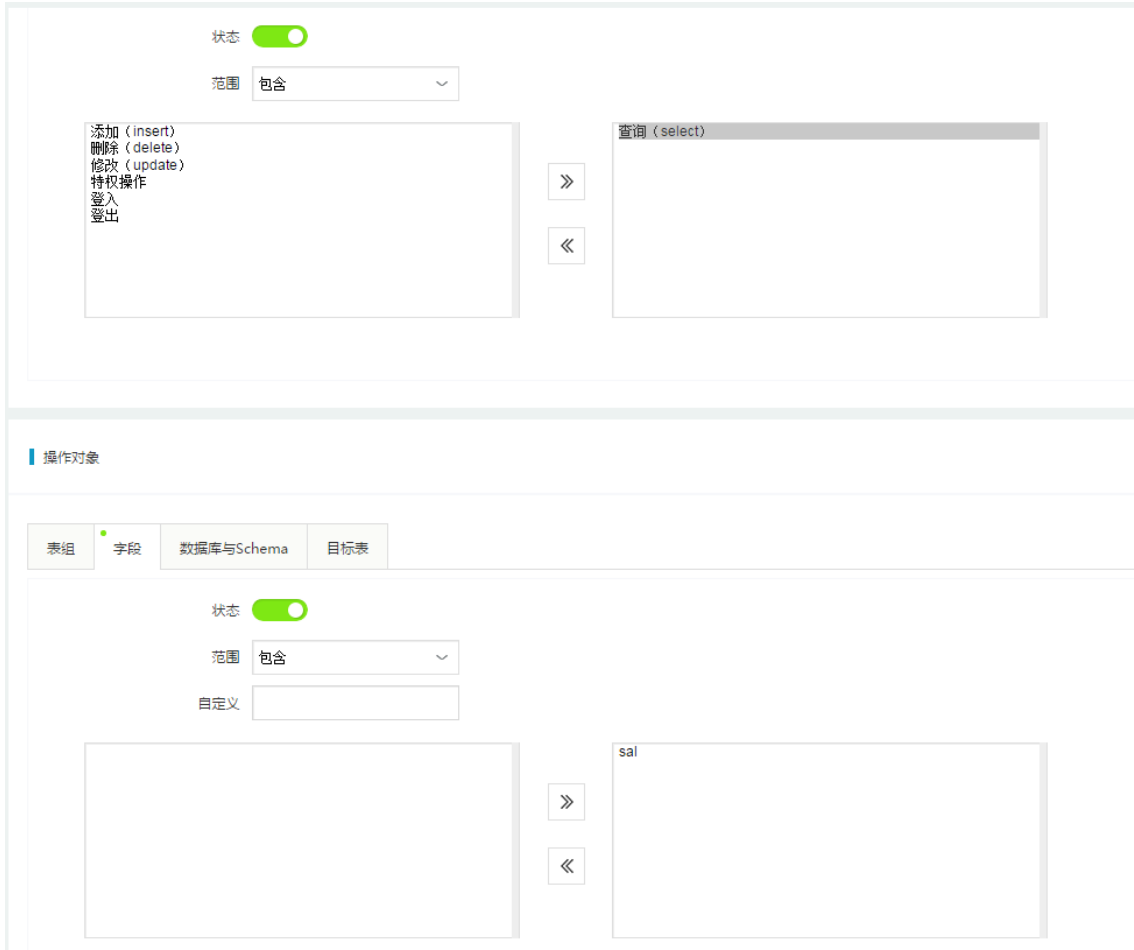 状态
范围 包含
添加（insert）
删除（delete）
修改（update）
特权操作
登入
登出
查询（select）
操作对象
表组 字段 数据库与Schema 目标表
状态
范围 包含
自定义
sal